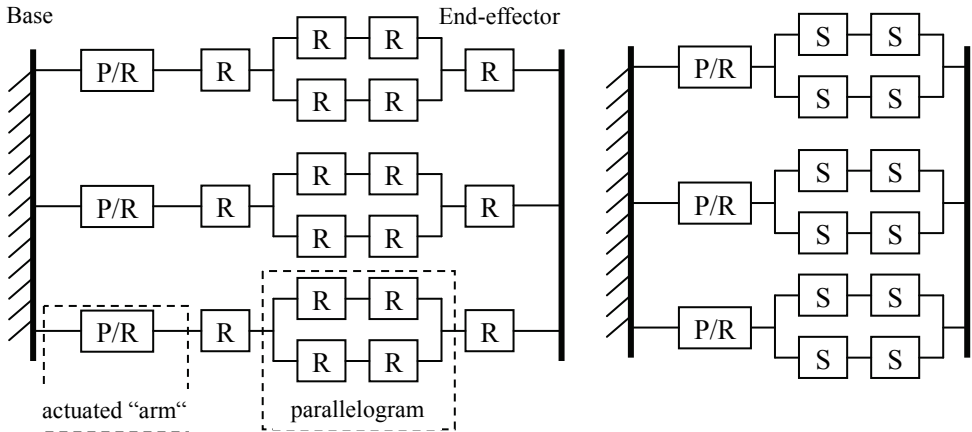 Base
End-effector
R R
P/R R R
R R
R R
P/R R R
R R
R R
P/R R R
R R
actuated “arm“
parallelogram
S S
P/R
S S
S S
P/R
S S
S S
P/R
S S